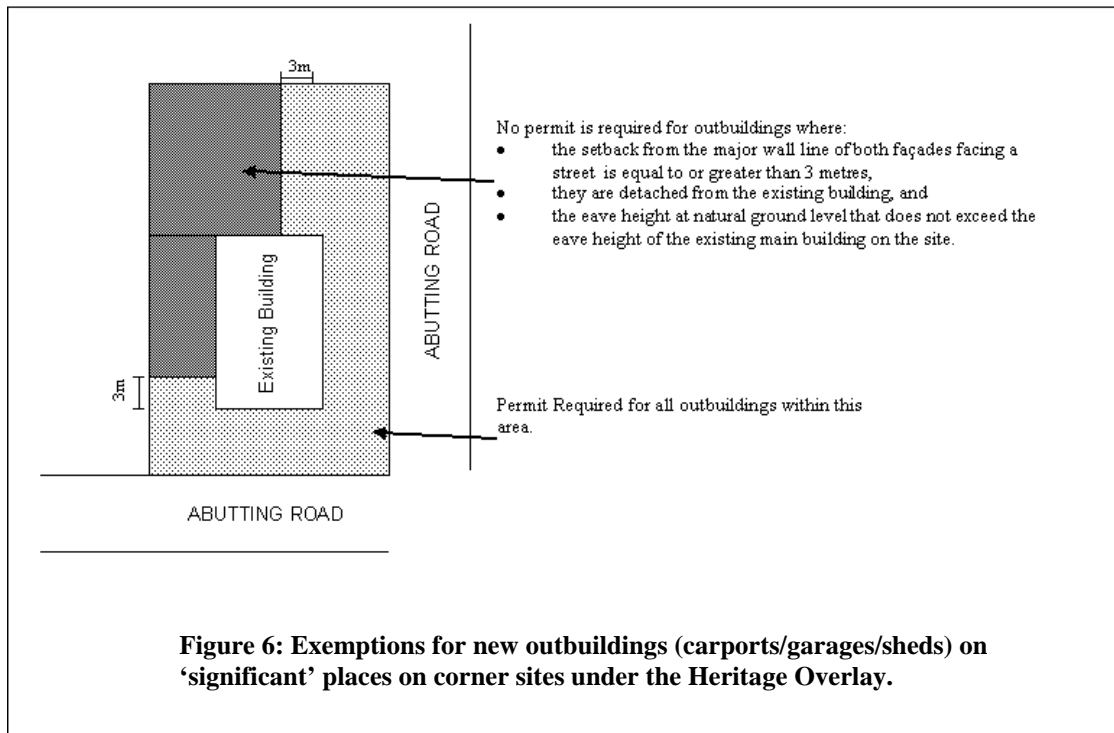 3m
No permit is required for outbuildings where:
• the setback from the major wall line of both façades facing a
street is equal to or greater than 3 metres,
• they are detached from the existing building, and
• the eave height at natural ground level that does not exceed the
eave height of the existing main building on the site.
ABUTTING ROAD
Existing Building
3m
Permit Required for all outbuildings within this
area.
ABUTTING ROAD
Figure 6: Exemptions for new outbuildings (carports/garages/sheds) on
‘significant’ places on corner sites under the Heritage Overlay.